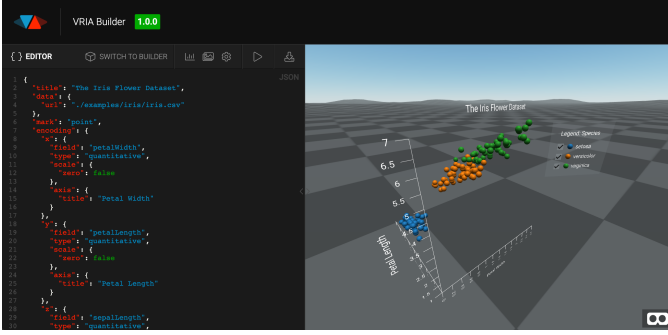 VRIA Builder 1.0.0
{ } EDITOR SWITCH TO BUILDER
JSON
1 {
2 "title": "The Iris Flower Dataset",
3 "data": {
4 "url": "./examples/iris/iris.csv"
5 },
6 "mark": "point",
7 "encoding": {
8 "x": {
9 "field": "petalWidth",
10 "type": "quantitative",
11 "scale": {
12 "zero": false
13 },
14 "axis": {
15 "title": "Petal Width"
16 }
17 },
18 "y": {
19 "field": "petalLength",
20 "type": "quantitative",
21 "scale": {
22 "zero": false
23 },
24 "axis": {
25 "title": "Petal Length"
26 }
27 },
28 "z": {
29 "field": "sepalLength",
30 "type": "quantitative",
The Iris Flower Dataset
Legend: Species
setosa
versicolor
virginica
7
6.5
6
5.5
5
Petal Length